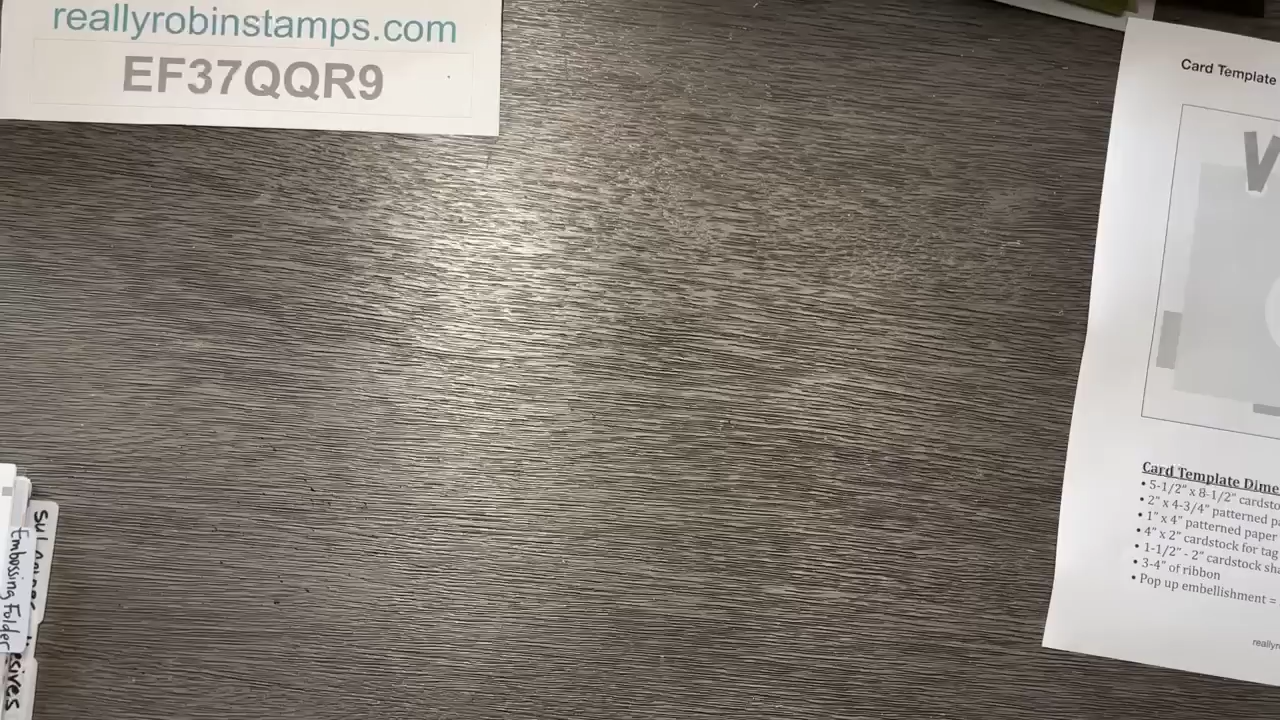 reallyrobinstamps.com
EF37QQR9
Card Template
Card Template Dime
• 5-1/2" x 8-1/2" cardsto
• 2" x 4-3/4" patterned p
• 1" x 4" patterned paper
• 4" x 2" cardstock for tag
• 1-1/2" - 2" cardstock sha
• 3-4" of ribbon
• Pop up embellishment =
reallyr
Embossing Folder